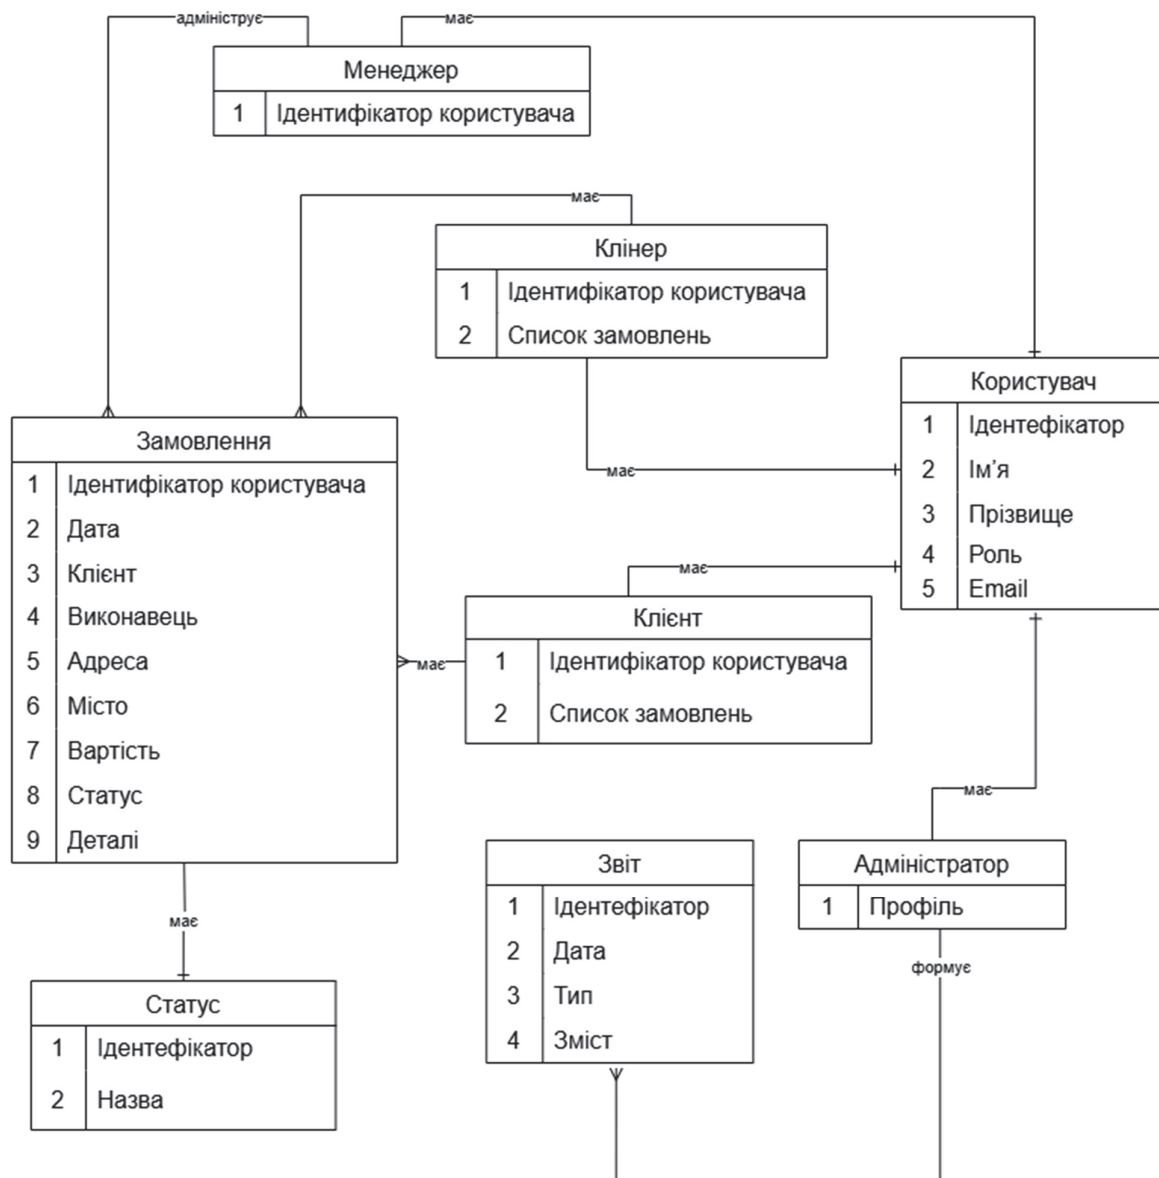 адмініструє
має
Менеджер
1 Ідентифікатор користувача
має
Клінер
1 Ідентифікатор користувача
2 Список замовлень
має
Користувач
1 Ідентефікатор
2 Ім’я
3 Прізвище
4 Роль
5 Email
Замовлення
1 Ідентифікатор користувача
2 Дата
3 Клієнт
4 Виконавець
5 Адреса
6 Місто
7 Вартість
8 Статус
9 Деталі
має
Клієнт
1 Ідентифікатор користувача
2 Список замовлень
має
має
Адміністратор
1 Профіль
формує
Звіт
1 Ідентефікатор
2 Дата
3 Тип
4 Зміст
має
Статус
1 Ідентефікатор
2 Назва